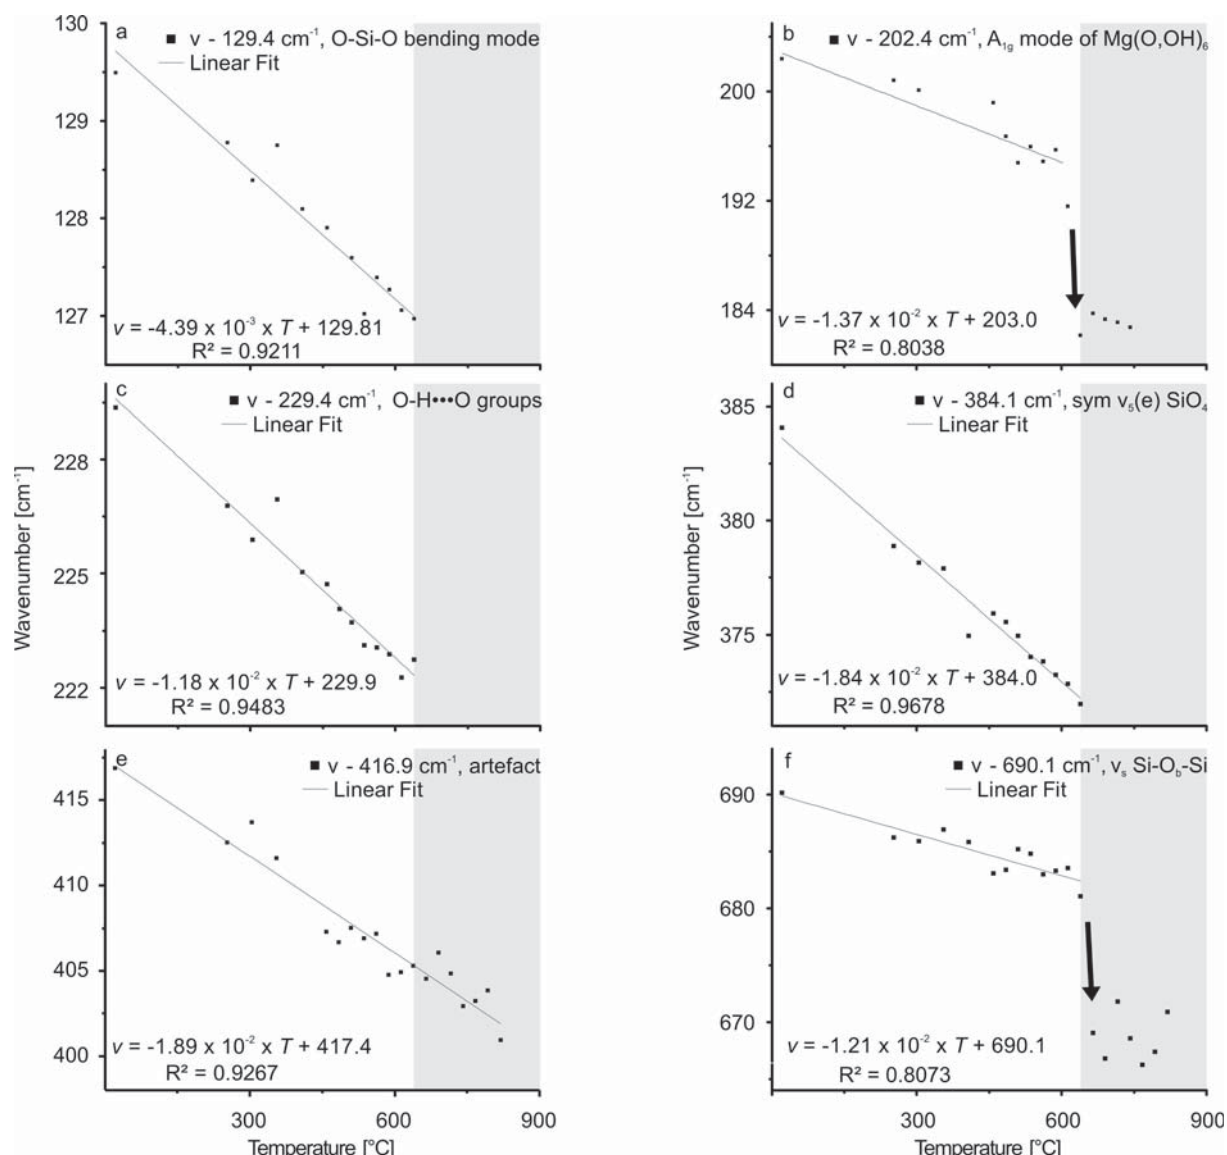 a
■ v - 129.4 cm⁻¹, O-Si-O bending mode
Linear Fit
130
129
128
127
v = -4.39 x 10⁻³ x T + 129.81
R² = 0.9211
b
■ v - 202.4 cm⁻¹, A₁g mode of Mg(O,OH)₆
Linear Fit
200
192
184
v = -1.37 x 10⁻² x T + 203.0
R² = 0.8038
c
■ v - 229.4 cm⁻¹, O-H•••O groups
Linear Fit
228
225
222
v = -1.18 x 10⁻² x T + 229.9
R² = 0.9483
Wavenumber [cm⁻¹]
d
■ v - 384.1 cm⁻¹, sym v₅(e) SiO₄
Linear Fit
385
380
375
v = -1.84 x 10⁻² x T + 384.0
R² = 0.9678
Wavenumber [cm⁻¹]
e
■ v - 416.9 cm⁻¹, artefact
Linear Fit
415
410
405
400
v = -1.89 x 10⁻² x T + 417.4
R² = 0.9267
300 600 900
Temperature [°C]
f
■ v - 690.1 cm⁻¹, vₛ Si-O_b-Si
Linear Fit
690
680
670
v = -1.21 x 10⁻² x T + 690.1
R² = 0.8073
300 600 900
Temperature [°C]